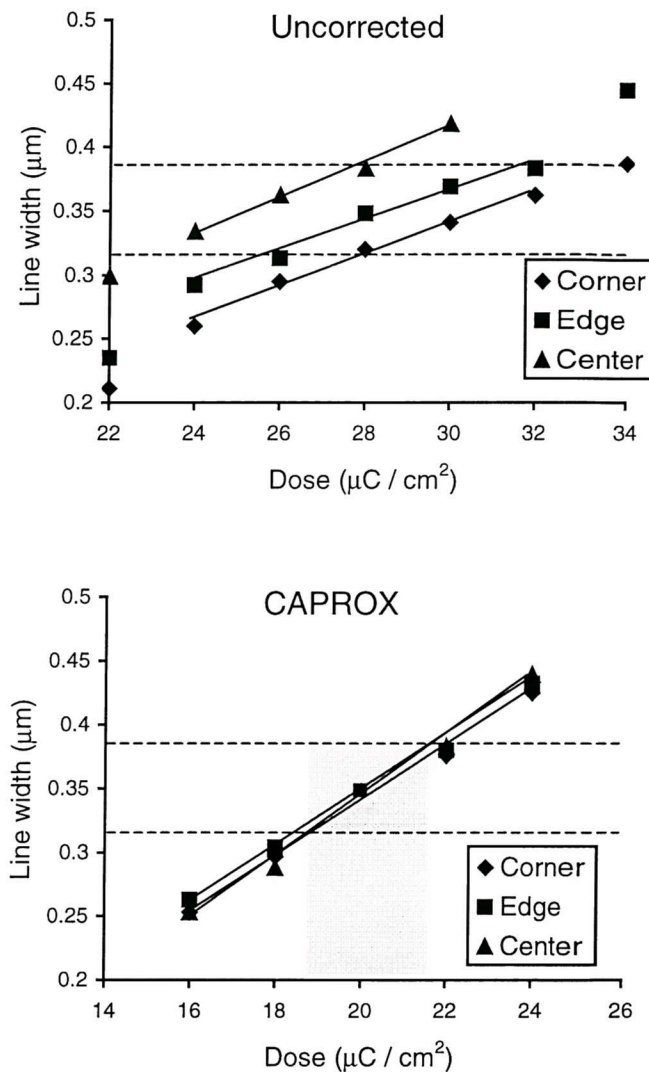 Uncorrected
0.5
0.45
0.4
0.35
0.3
0.25
0.2
Line width (μm)
22
24
26
28
30
32
34
Dose (μC / cm²)
Corner
Edge
Center
CAPROX
0.5
0.45
0.4
0.35
0.3
0.25
0.2
Line width (μm)
14
16
18
20
22
24
26
Dose (μC / cm²)
Corner
Edge
Center